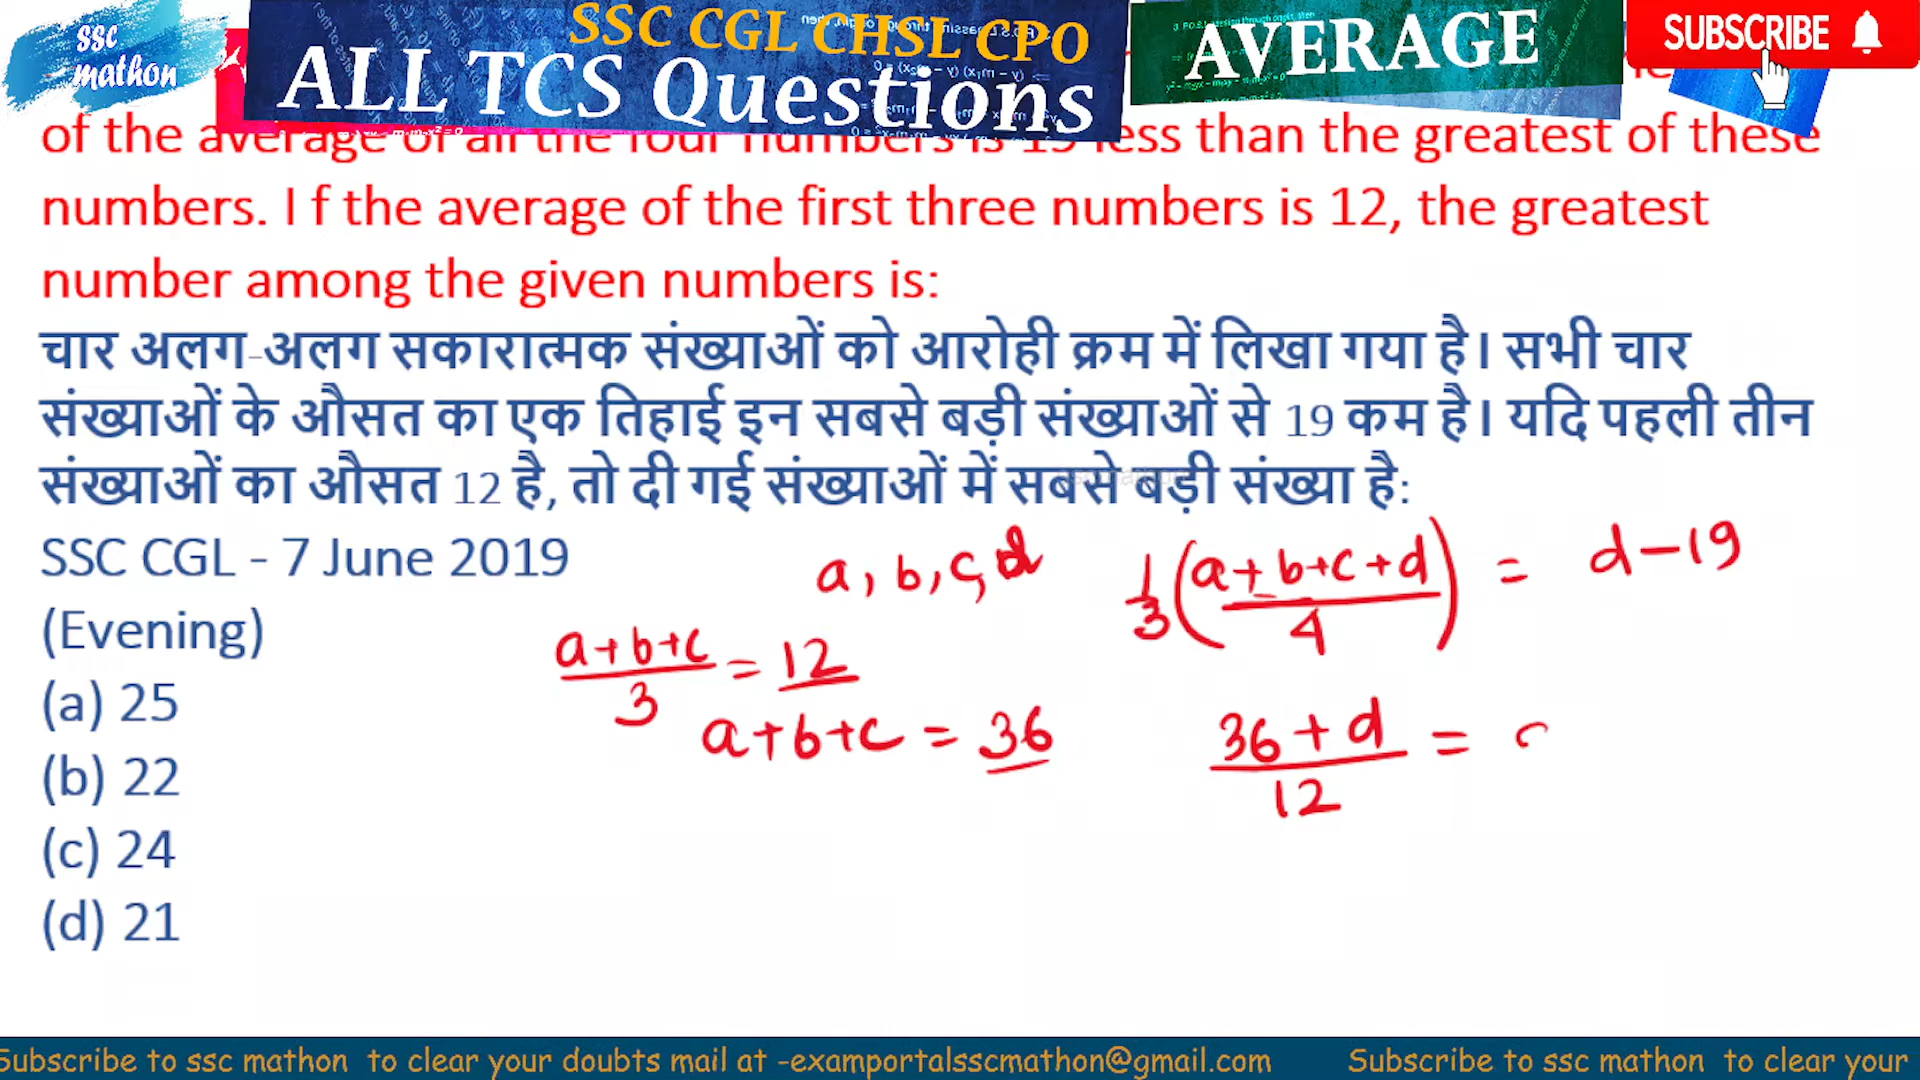 SSC CGL CHSL CPO
ssc mathon
ALL TCS Questions
AVERAGE
SUBSCRIBE
of the average of all the four numbers is 19 less than the greatest of these
numbers. I f the average of the first three numbers is 12, the greatest
number among the given numbers is:
चार अलग-अलग सकारात्मक संख्याओं को आरोही क्रम में लिखा गया है। सभी चार
संख्याओं के औसत का एक तिहाई इन सबसे बड़ी संख्याओं से 19 कम है। यदि पहली तीन
संख्याओं का औसत 12 है, तो दी गई संख्याओं में सबसे बड़ी संख्या है:
SSC CGL - 7 June 2019
(Evening)
(a) 25
(b) 22
(c) 24
(d) 21
a, b, c, d
1/3 (a+b+c+d / 4) = d-19
a+b+c / 3 = 12
a+b+c = 36
36+d / 12 =
Subscribe to ssc mathon to clear your doubts mail at -examportalsscmathon@gmail.com Subscribe to ssc mathon to clear your